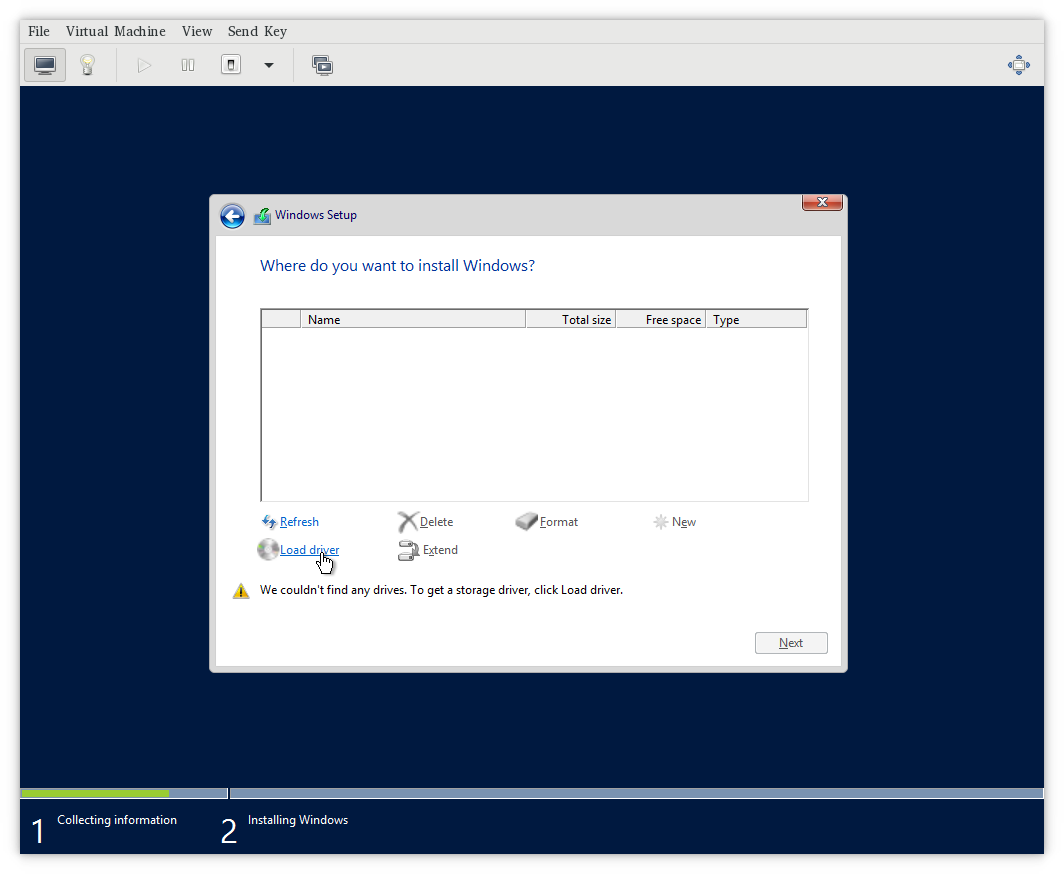 File Virtual Machine View Send Key
Windows Setup
Where do you want to install Windows?
Name Total size Free space Type
Refresh Delete Format New
Load driver Extend
We couldn't find any drives. To get a storage driver, click Load driver.
Next
1 Collecting information 2 Installing Windows